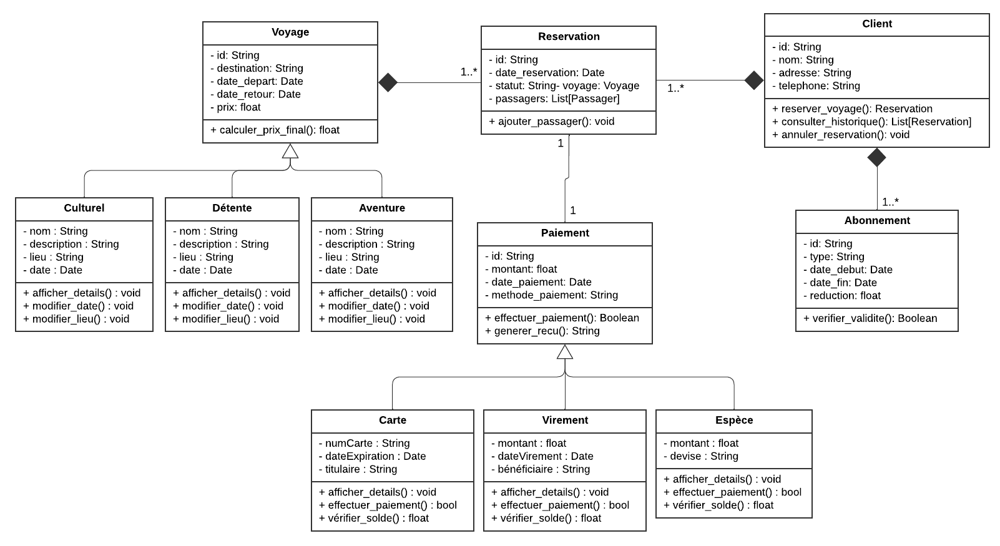 Voyage
- id: String
- destination: String
- date_depart: Date
- date_retour: Date
- prix: float
+ calculer_prix_final(): float
1..*
Reservation
- id: String
- date_reservation: Date
- statut: String- voyage: Voyage
- passagers: List[Passager]
+ ajouter_passager(): void
1..*
Client
- id: String
- nom: String
- adresse: String
- telephone: String
+ reserver_voyage(): Reservation
+ consulter_historique(): List[Reservation]
+ annuler_reservation(): void
1
1
1..*
Culturel
- nom : String
- description : String
- lieu : String
- date : Date
+ afficher_details() : void
+ modifier_date() : void
+ modifier_lieu() : void
Détente
- nom : String
- description : String
- lieu : String
- date : Date
+ afficher_details() : void
+ modifier_date() : void
+ modifier_lieu() : void
Aventure
- nom : String
- description : String
- lieu : String
- date : Date
+ afficher_details() : void
+ modifier_date() : void
+ modifier_lieu() : void
Paiement
- id: String
- montant: float
- date_paiement: Date
- methode_paiement: String
+ effectuer_paiement(): Boolean
+ generer_recu(): String
Abonnement
- id: String
- type: String
- date_debut: Date
- date_fin: Date
- reduction: float
+ verifier_validite(): Boolean
Carte
- numCarte : String
- dateExpiration : Date
- titulaire : String
+ afficher_details() : void
+ effectuer_paiement() : bool
+ vérifier_solde() : float
Virement
- montant : float
- dateVirement : Date
- bénéficiaire : String
+ afficher_details() : void
+ effectuer_paiement() : bool
+ vérifier_solde() : float
Espèce
- montant : float
- devise : String
+ afficher_details() : void
+ effectuer_paiement() : bool
+ vérifier_solde() : float